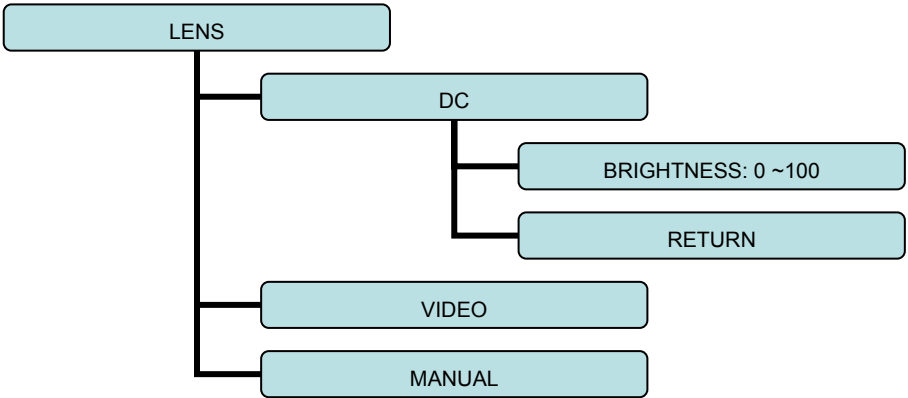 LENS
DC
BRIGHTNESS: 0 ~100
RETURN
VIDEO
MANUAL